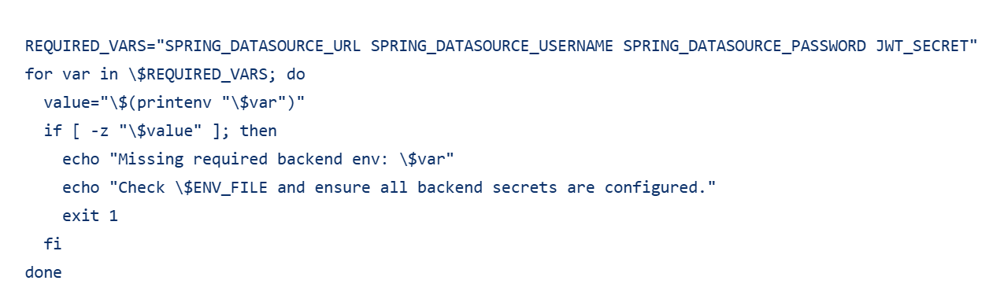 REQUIRED_VARS="SPRING_DATASOURCE_URL SPRING_DATASOURCE_USERNAME SPRING_DATASOURCE_PASSWORD JWT_SECRET"
for var in \$REQUIRED_VARS; do
  value="\$(printenv "\$var")"
  if [ -z "\$value" ]; then
    echo "Missing required backend env: \$var"
    echo "Check \$ENV_FILE and ensure all backend secrets are configured."
    exit 1
  fi
done